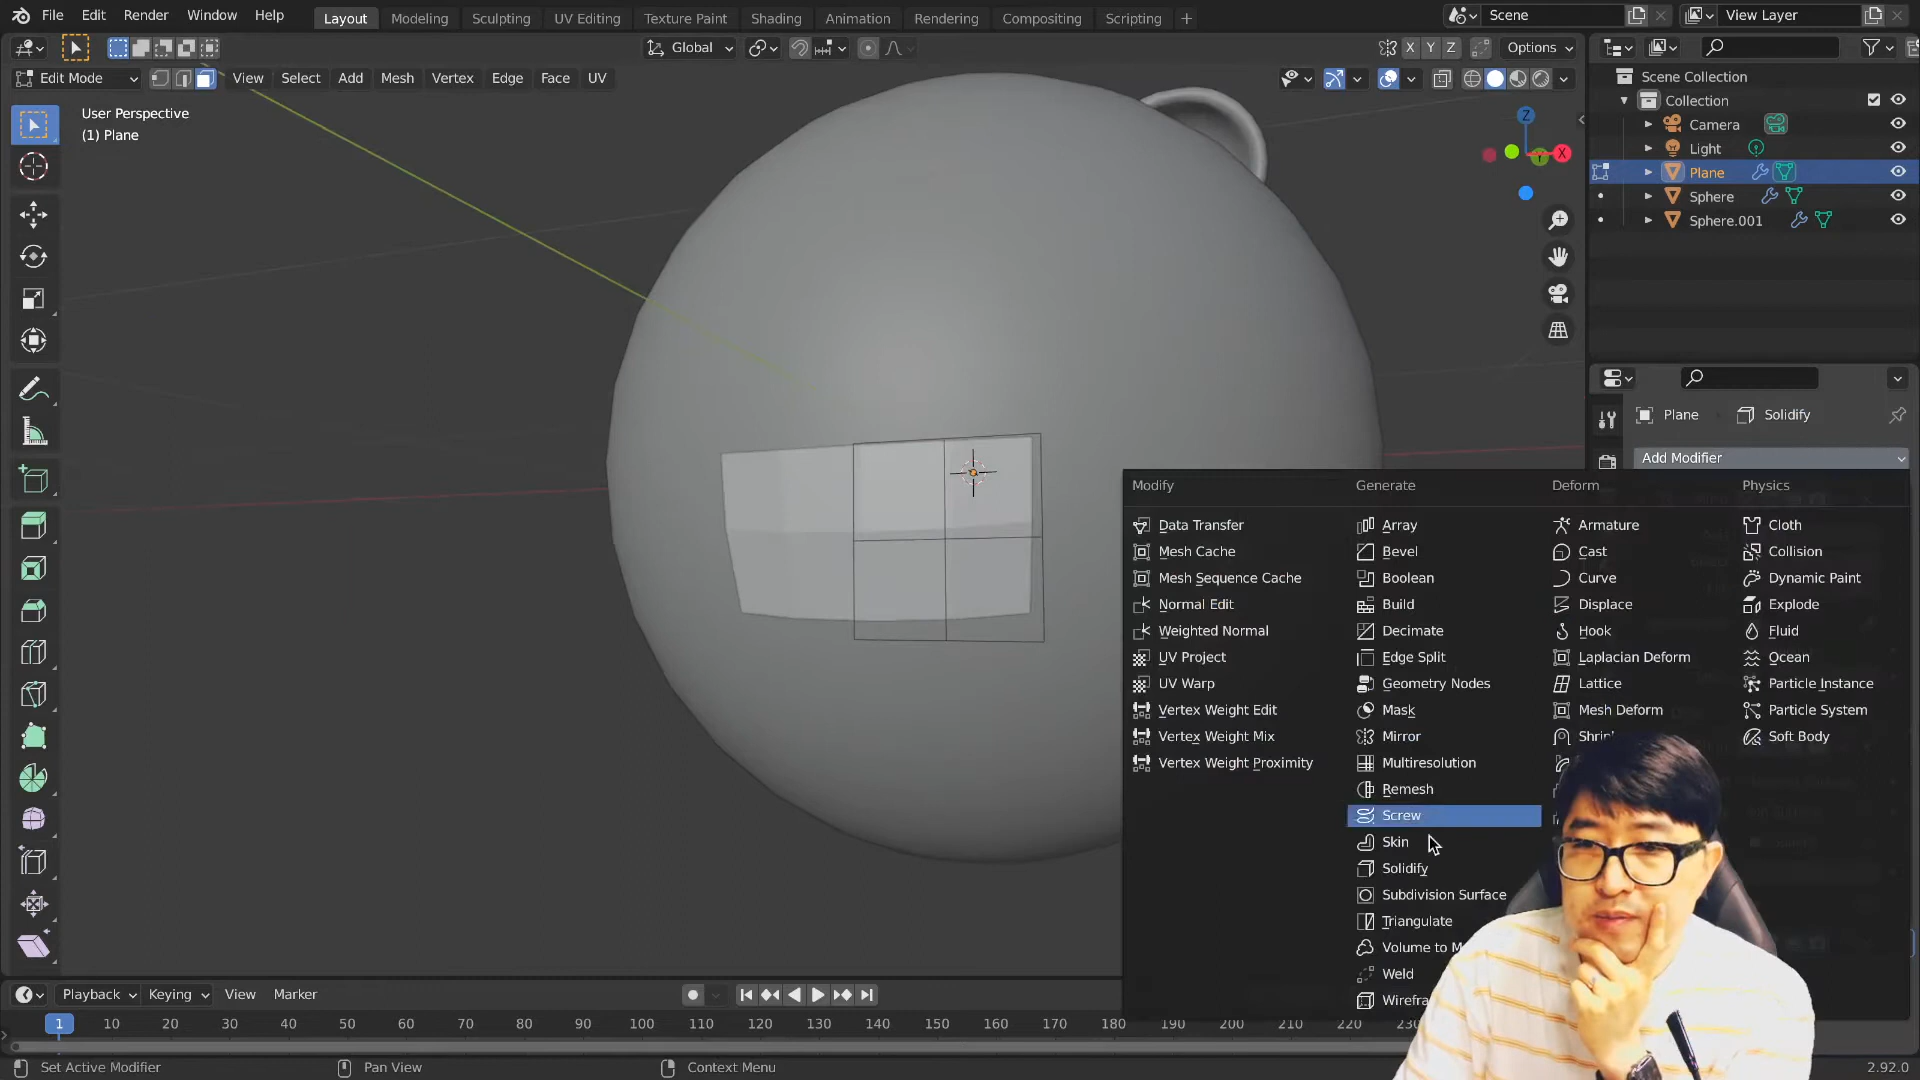 File Edit Render Window Help Layout Modeling Sculpting UV Editing Texture Paint Shading Animation Rendering Compositing Scripting + Scene View Layer
Global X Y Z Options
Edit Mode View Select Add Mesh Vertex Edge Face UV
User Perspective
(1) Plane
Z
X
Y
Scene Collection
Collection
Camera
Light
Plane
Sphere
Sphere.001
Plane Solidify
Add Modifier
Modify
Data Transfer
Mesh Cache
Mesh Sequence Cache
Normal Edit
Weighted Normal
UV Project
UV Warp
Vertex Weight Edit
Vertex Weight Mix
Vertex Weight Proximity
Generate
Array
Bevel
Boolean
Build
Decimate
Edge Split
Geometry Nodes
Mask
Mirror
Multiresolution
Remesh
Screw
Skin
Solidify
Subdivision Surface
Triangulate
Volume to
Weld
Deform
Armature
Cast
Curve
Displace
Hook
Laplacian Deform
Lattice
Mesh Deform
Physics
Cloth
Collision
Dynamic Paint
Explode
Fluid
Ocean
Particle Instance
Particle System
Soft Body
Playback Keying View Marker
1 10 20 30 40 50 60 70 80 90 100 110 120 130 140 150 160 170 180 190 200 210 220
Set Active Modifier Pan View Context Menu 2.92.0